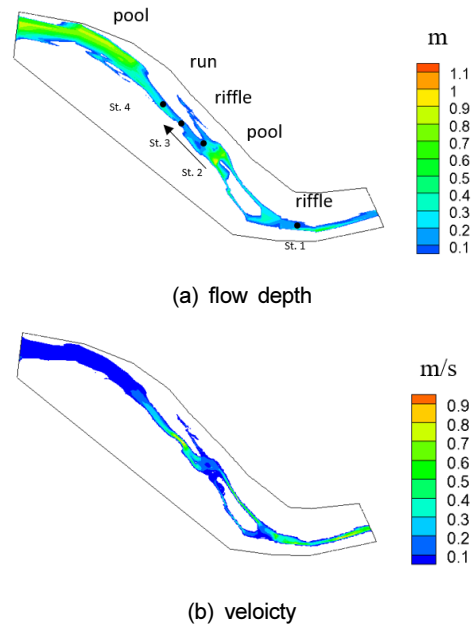 pool
m
run
riffle
pool
St. 4
St. 3
St. 2
riffle
St. 1
1.1
1
0.9
0.8
0.7
0.6
0.5
0.4
0.3
0.2
0.1
(a) flow depth
m/s
0.9
0.8
0.7
0.6
0.5
0.4
0.3
0.2
0.1
(b) veloicty